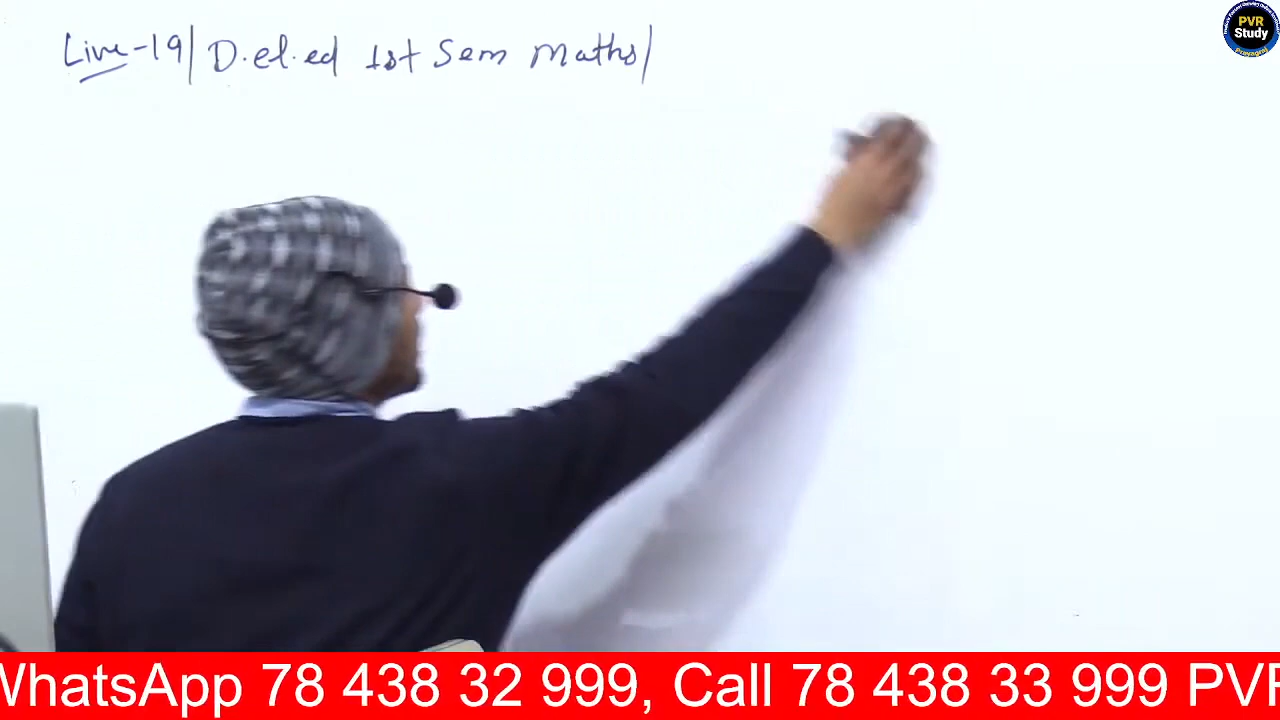 Live-19/ D.el.ed 1st Sem Maths/
PVR
Study
Prayagraj
WhatsApp 78 438 32 999, Call 78 438 33 999 PVR